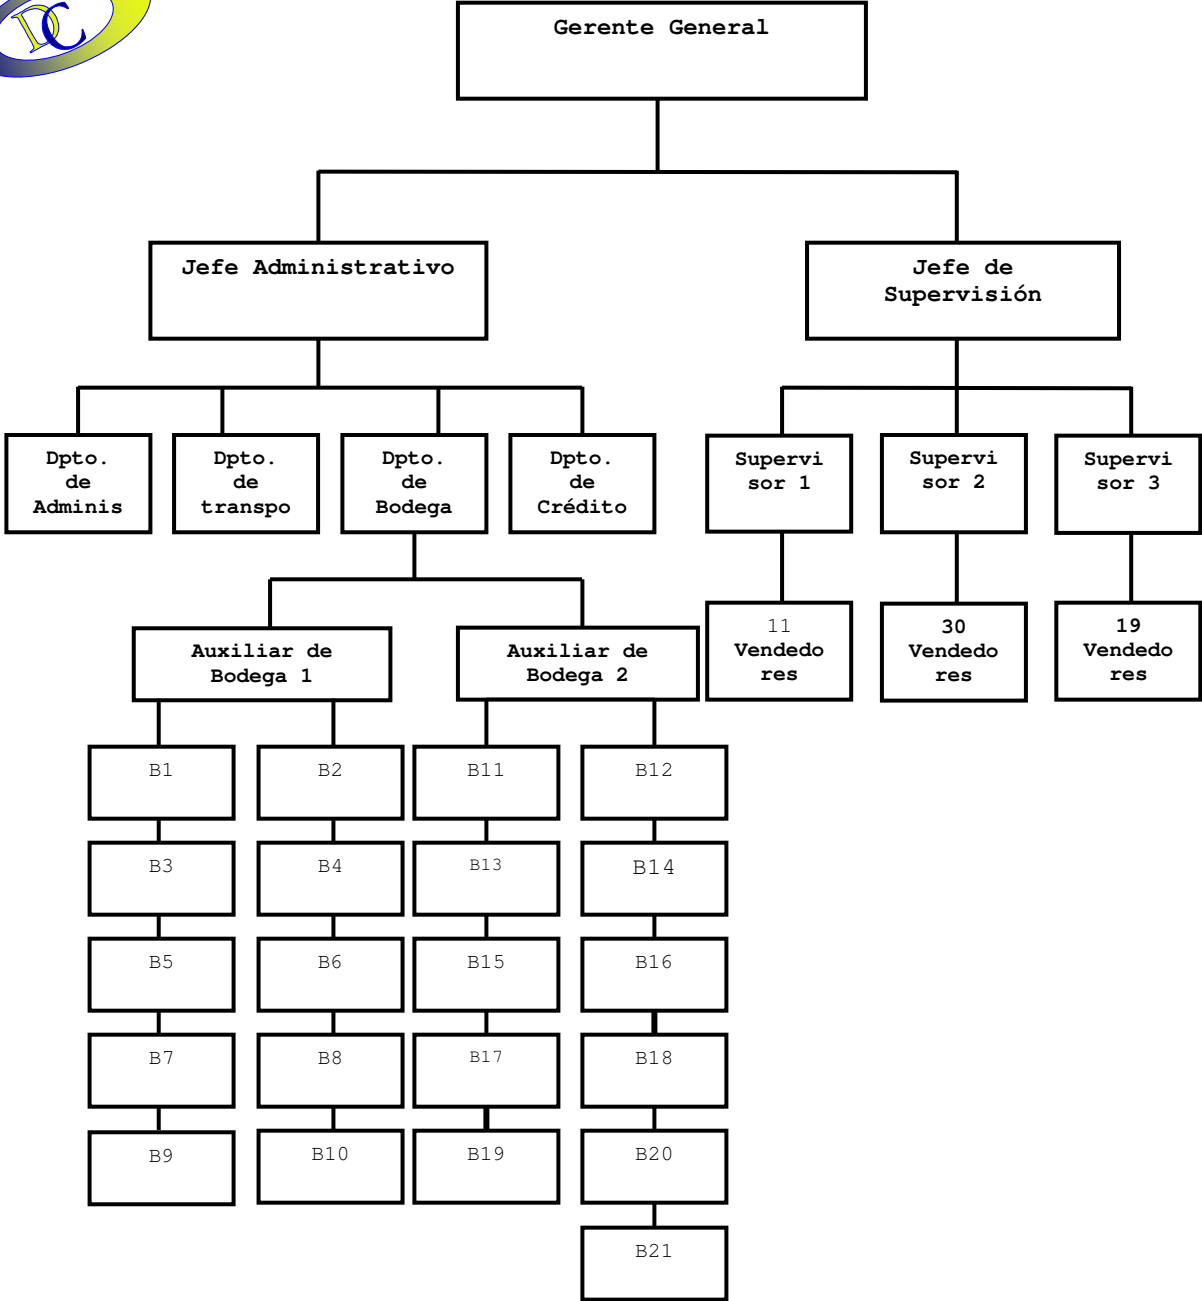 DC
Gerente General
Jefe Administrativo
Jefe de
Supervisión
Dpto.
de
Adminis
Dpto.
de
transpo
Dpto.
de
Bodega
Dpto.
de
Crédito
Supervi
sor 1
Supervi
sor 2
Supervi
sor 3
11
Vendedo
res
30
Vendedo
res
19
Vendedo
res
Auxiliar de
Bodega 1
Auxiliar de
Bodega 2
B1
B2
B11
B12
B3
B4
B13
B14
B5
B6
B15
B16
B7
B8
B17
B18
B9
B10
B19
B20
B21